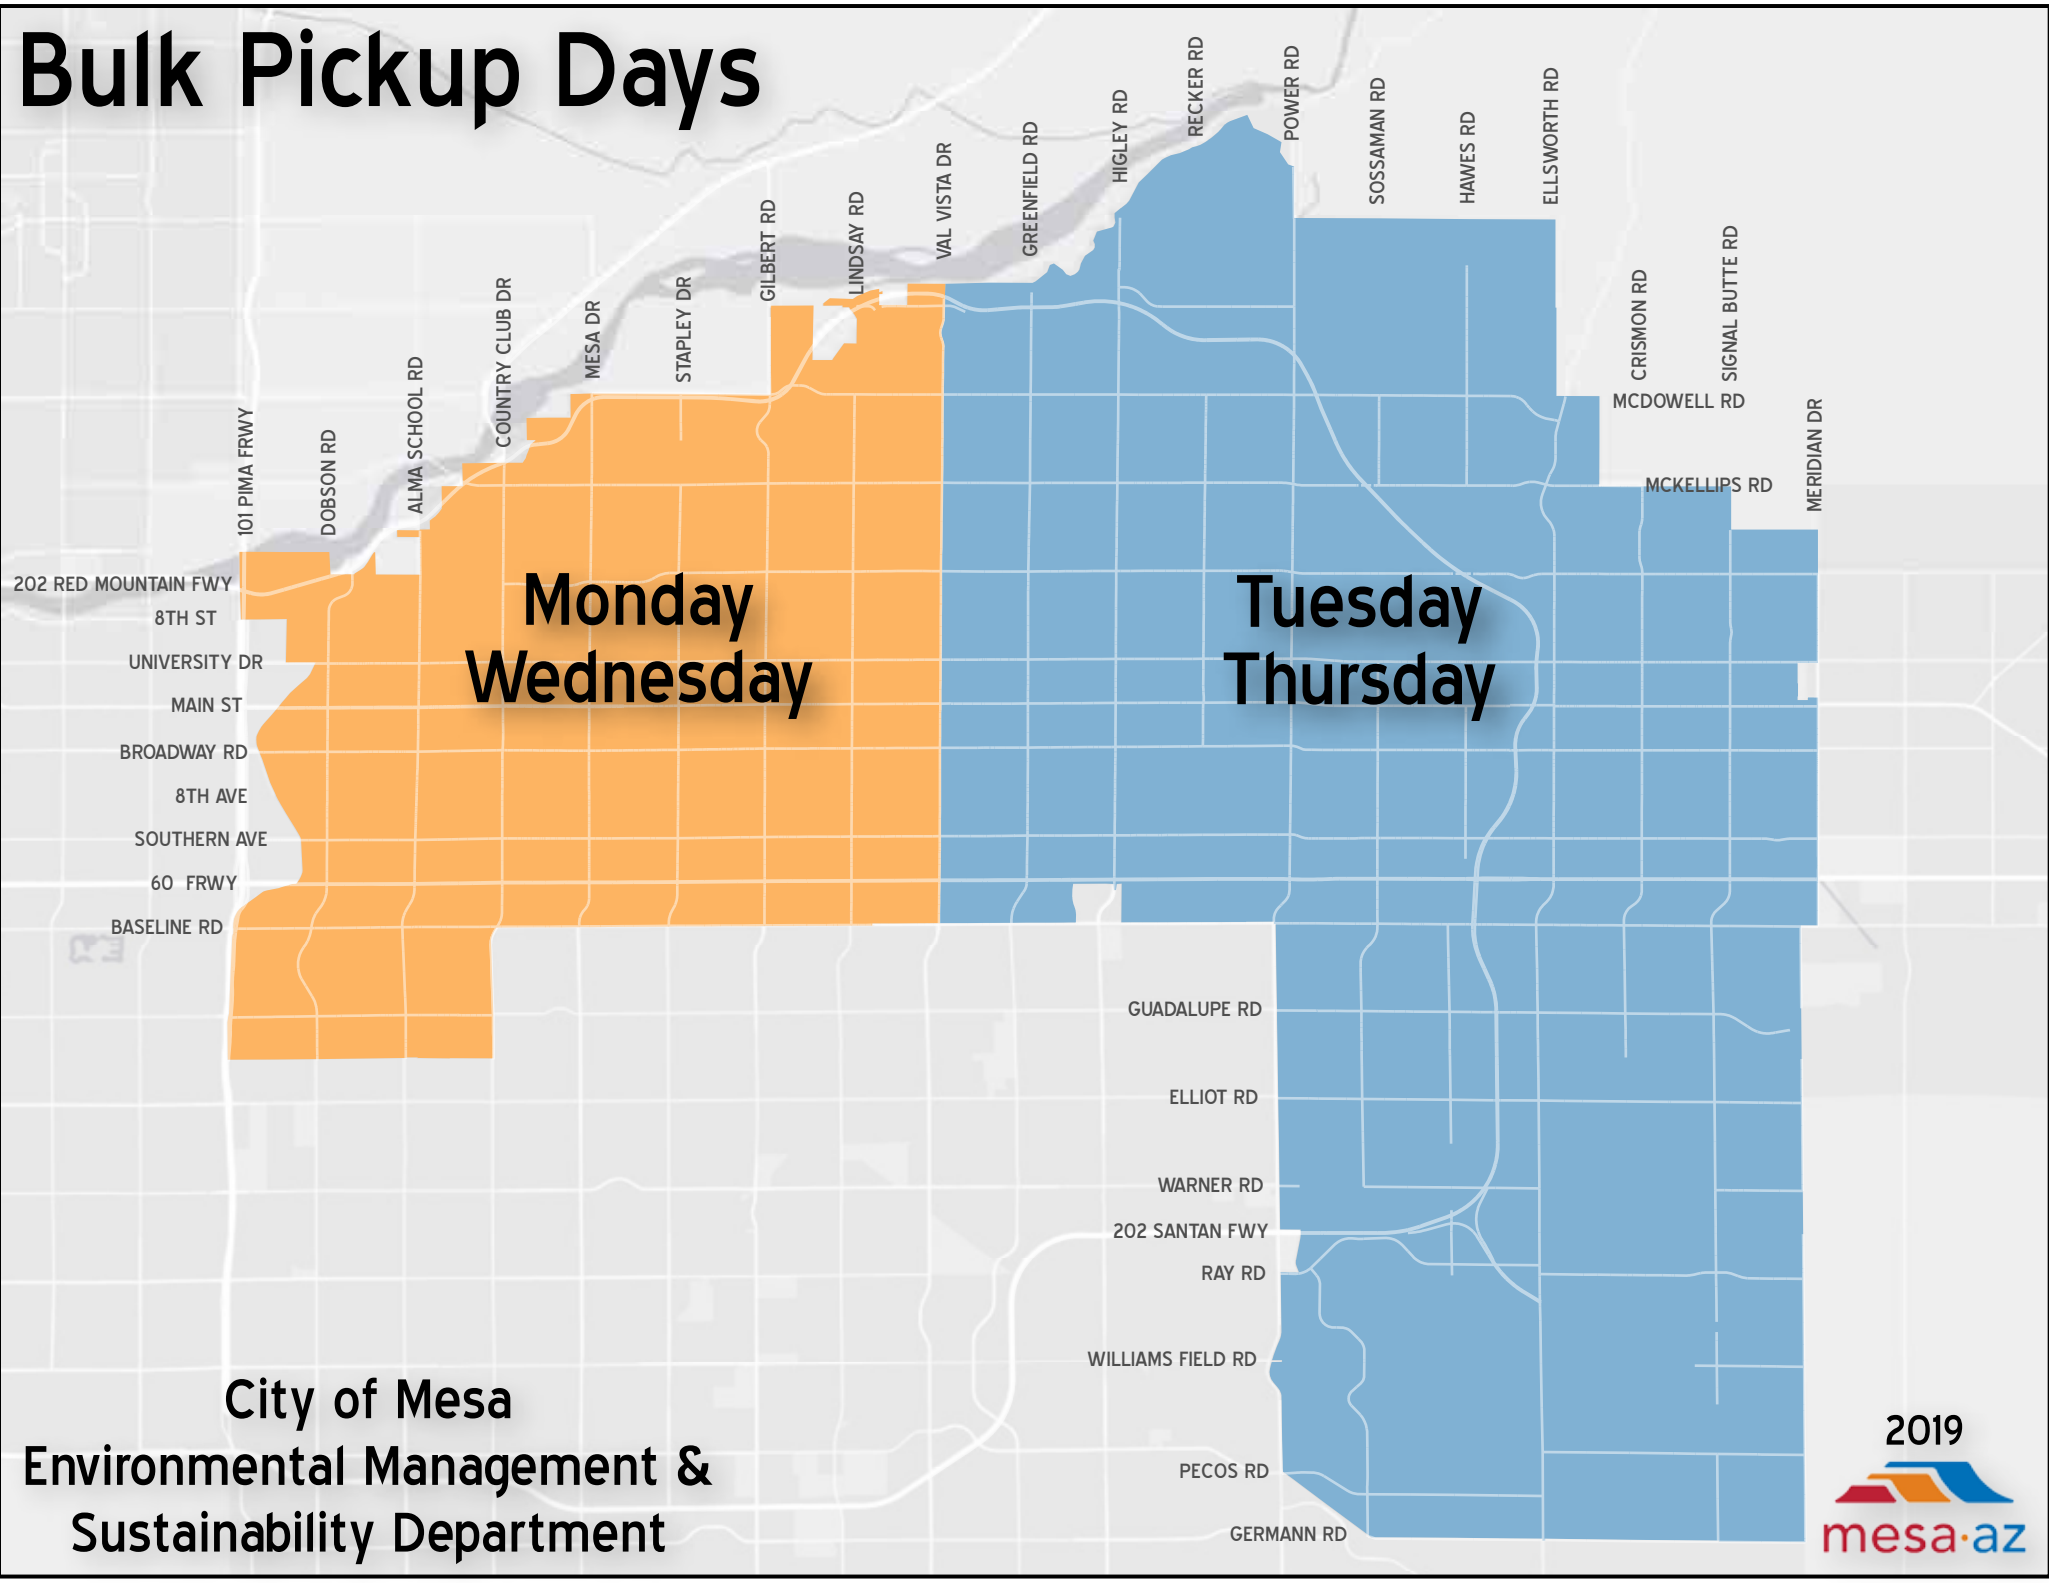 Bulk Pickup Days
RECKER RD
POWER RD
ELLSWORTH RD
SOSSAMAN RD
HIGLEY RD
HAWES RD
GREENFIELD RD
VAL VISTA DR
LINDSAY RD
GILBERT RD
SIGNAL BUTTE RD
CRISMON RD
STAPLEY DR
COUNTRY CLUB DR
MESA DR
ALMA SCHOOL RD
MCDOWELL RD
MERIDIAN DR
101 PIMA FRWY
DOBSON RD
MCKELLIPS RD
202 RED MOUNTAIN FWY
8TH ST
UNIVERSITY DR
MAIN ST
BROADWAY RD
8TH AVE
SOUTHERN AVE
60 FRWY
BASELINE RD
Monday
Wednesday
Tuesday
Thursday
GUADALUPE RD
ELLIOT RD
WARNER RD
202 SANTAN FWY
RAY RD
WILLIAMS FIELD RD
PECOS RD
GERMANN RD
City of Mesa
Environmental Management &
Sustainability Department
2019
mesa·az